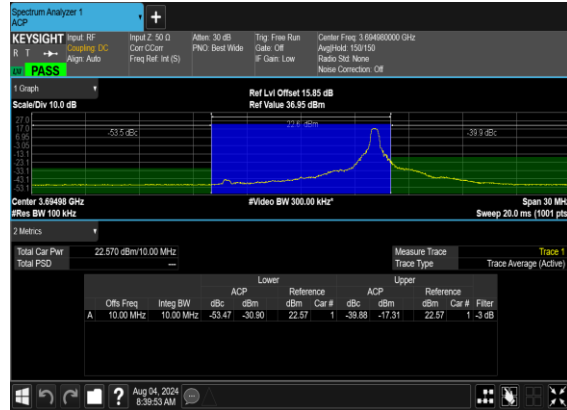 Spectrum Analyzer 1
ACP
KEYSIGHT Input: RF Input Z: 50 Ω Atten: 30 dB Trig: Free Run Center Freq: 3.694980000 GHz
R T Coupling: DC Corr CCorr PNO: Best Wide Gate: Off Avg|Hold: 150/150
Align: Auto Freq Ref: Int (S) IF Gain: Low Radio Std: None
Noise Correction: Off
LW PASS
1 Graph
Ref Lvl Offset 15.85 dB
Scale/Div 10.0 dB Ref Value 36.95 dBm
27.0
17.0
6.95
-3.05
-13.1
-23.1
-33.1
-43.1
-53.1
-53.5 dBc 22.6 dBm -39.9 dBc
Center 3.69498 GHz #Video BW 300.00 kHz* Span 30 MHz
#Res BW 100 kHz Sweep 20.0 ms (1001 pts
2 Metrics
Total Car Pwr 22.570 dBm/10.00 MHz Measure Trace Trace 1
Total PSD --- Trace Type Trace Average (Active)
Lower Upper
ACP Reference ACP Reference
Offs Freq Integ BW dBc dBm dBm Car # dBc dBm dBm Car # Filter
A 10.00 MHz 10.00 MHz -53.47 -30.90 22.57 1 -39.88 -17.31 22.57 1 -3 dB
? Aug 04, 2024
8:39:53 AM